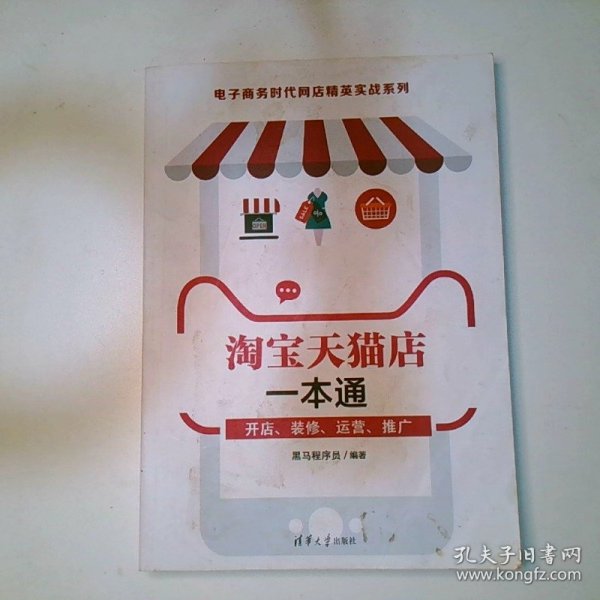 电子商务时代网店精英实战系列
SALE
%
OPEN
淘宝天猫店
一本通
开店、装修、运营、推广
黑马程序员/编著
清华大学出版社
孔夫子旧书网
www.kongfz.com